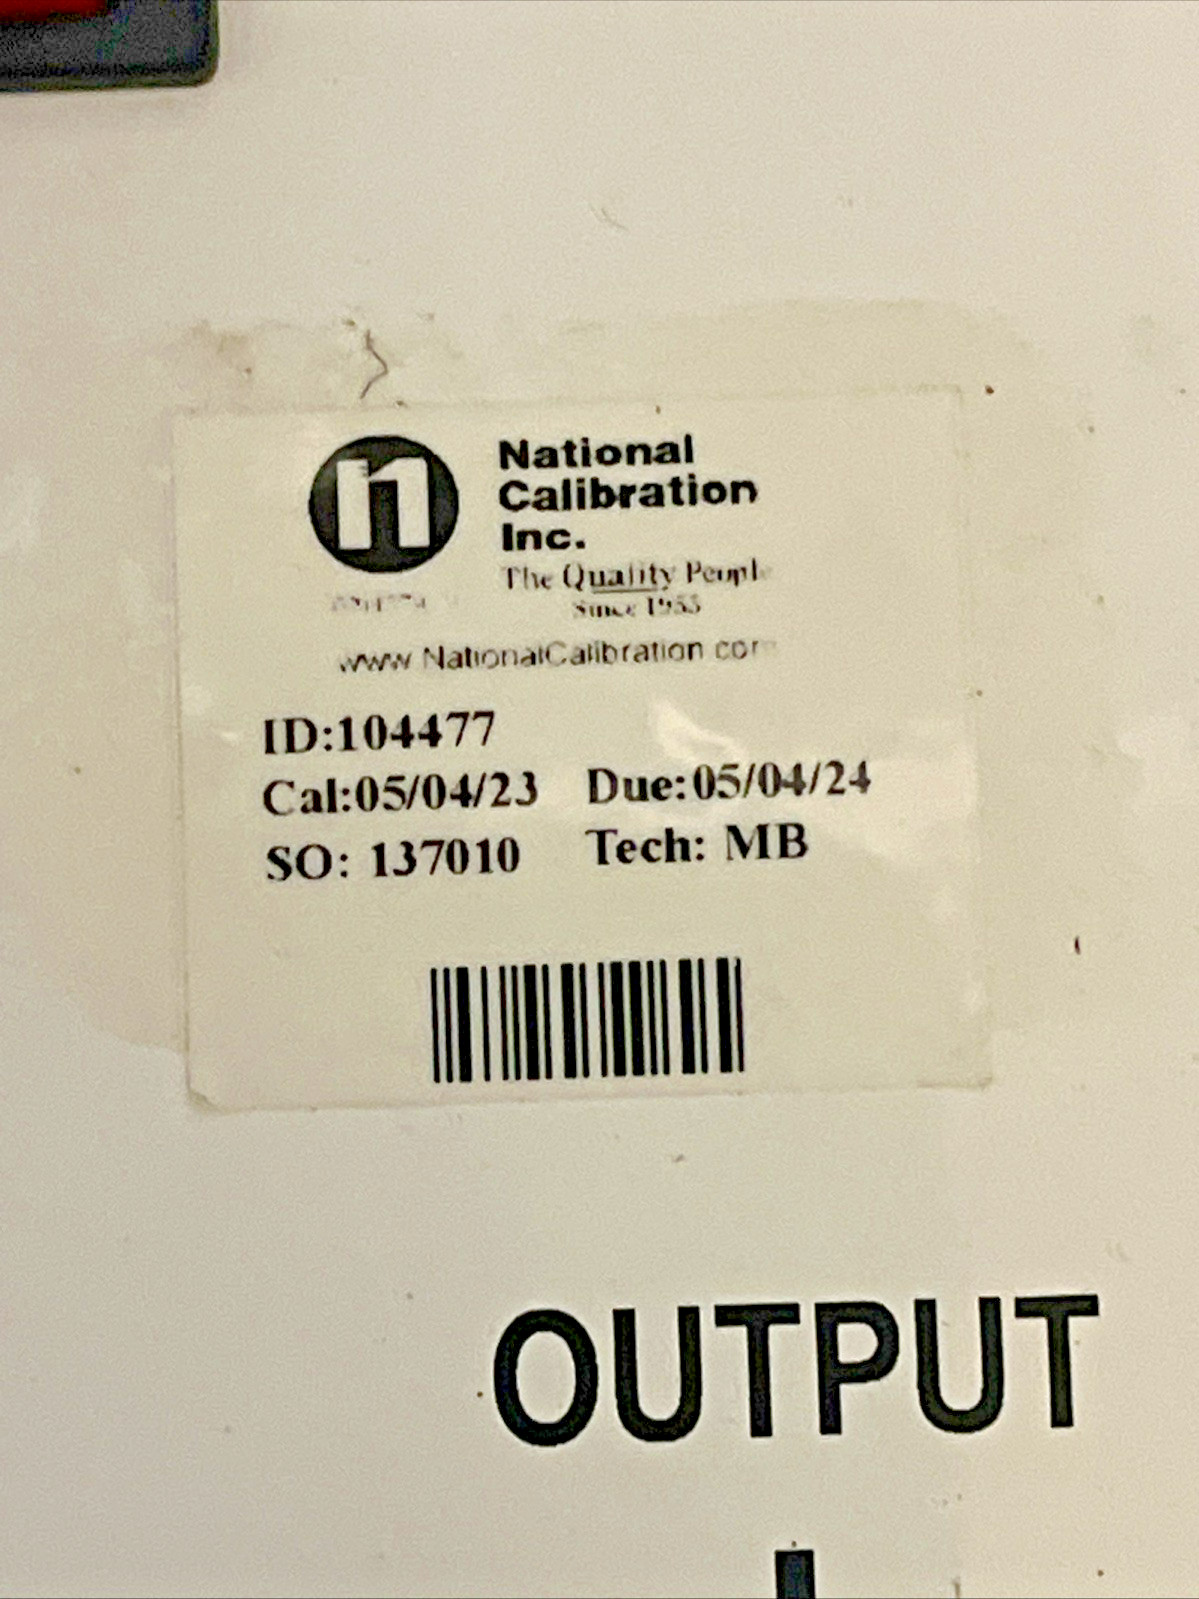 n
National
Calibration
Inc.
The Quality People
Since 1955
www NationalCalibration com
ID:104477
Cal:05/04/23 Due:05/04/24
SO: 137010 Tech: MB
OUTPUT